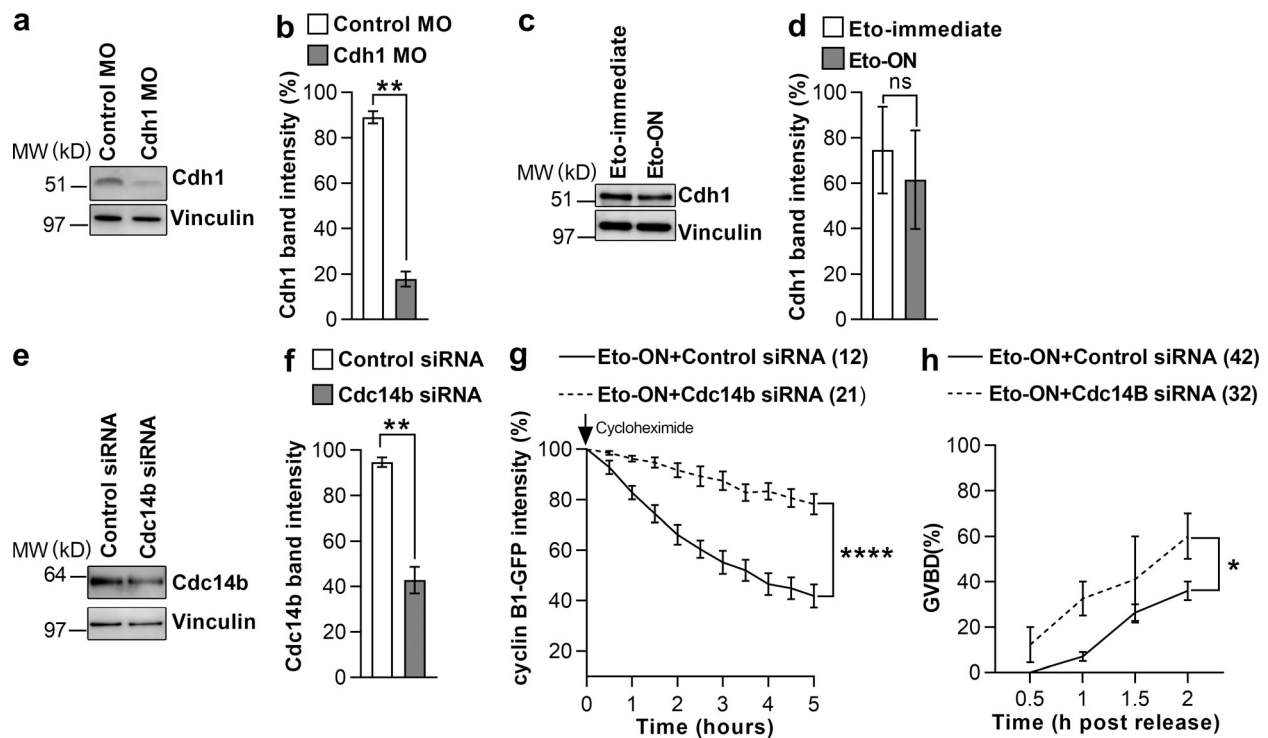 a
Control MO
Cdh1 MO
MW (kD)
51
Cdh1
97
Vinculin
b
Control MO
Cdh1 MO
Cdh1 band intensity (%)
100
80
60
40
20
0
**
c
Eto-immediate
Eto-ON
MW (kD)
51
Cdh1
97
Vinculin
d
Eto-immediate
Eto-ON
Cdh1 band intensity (%)
100
80
60
40
20
0
ns
e
Control siRNA
Cdc14b siRNA
MW (kD)
64
Cdc14b
97
Vinculin
f
Control siRNA
Cdc14b siRNA
Cdc14b band intensity
100
80
60
40
20
0
**
g
Eto-ON+Control siRNA (12)
Eto-ON+Cdc14b siRNA (21)
Cycloheximide
cyclin B1-GFP intensity (%)
100
80
60
40
20
****
0 1 2 3 4 5
Time (hours)
h
Eto-ON+Control siRNA (42)
Eto-ON+Cdc14B siRNA (32)
GVBD(%)
100
80
60
40
20
0
*
0.5 1 1.5 2
Time (h post release)